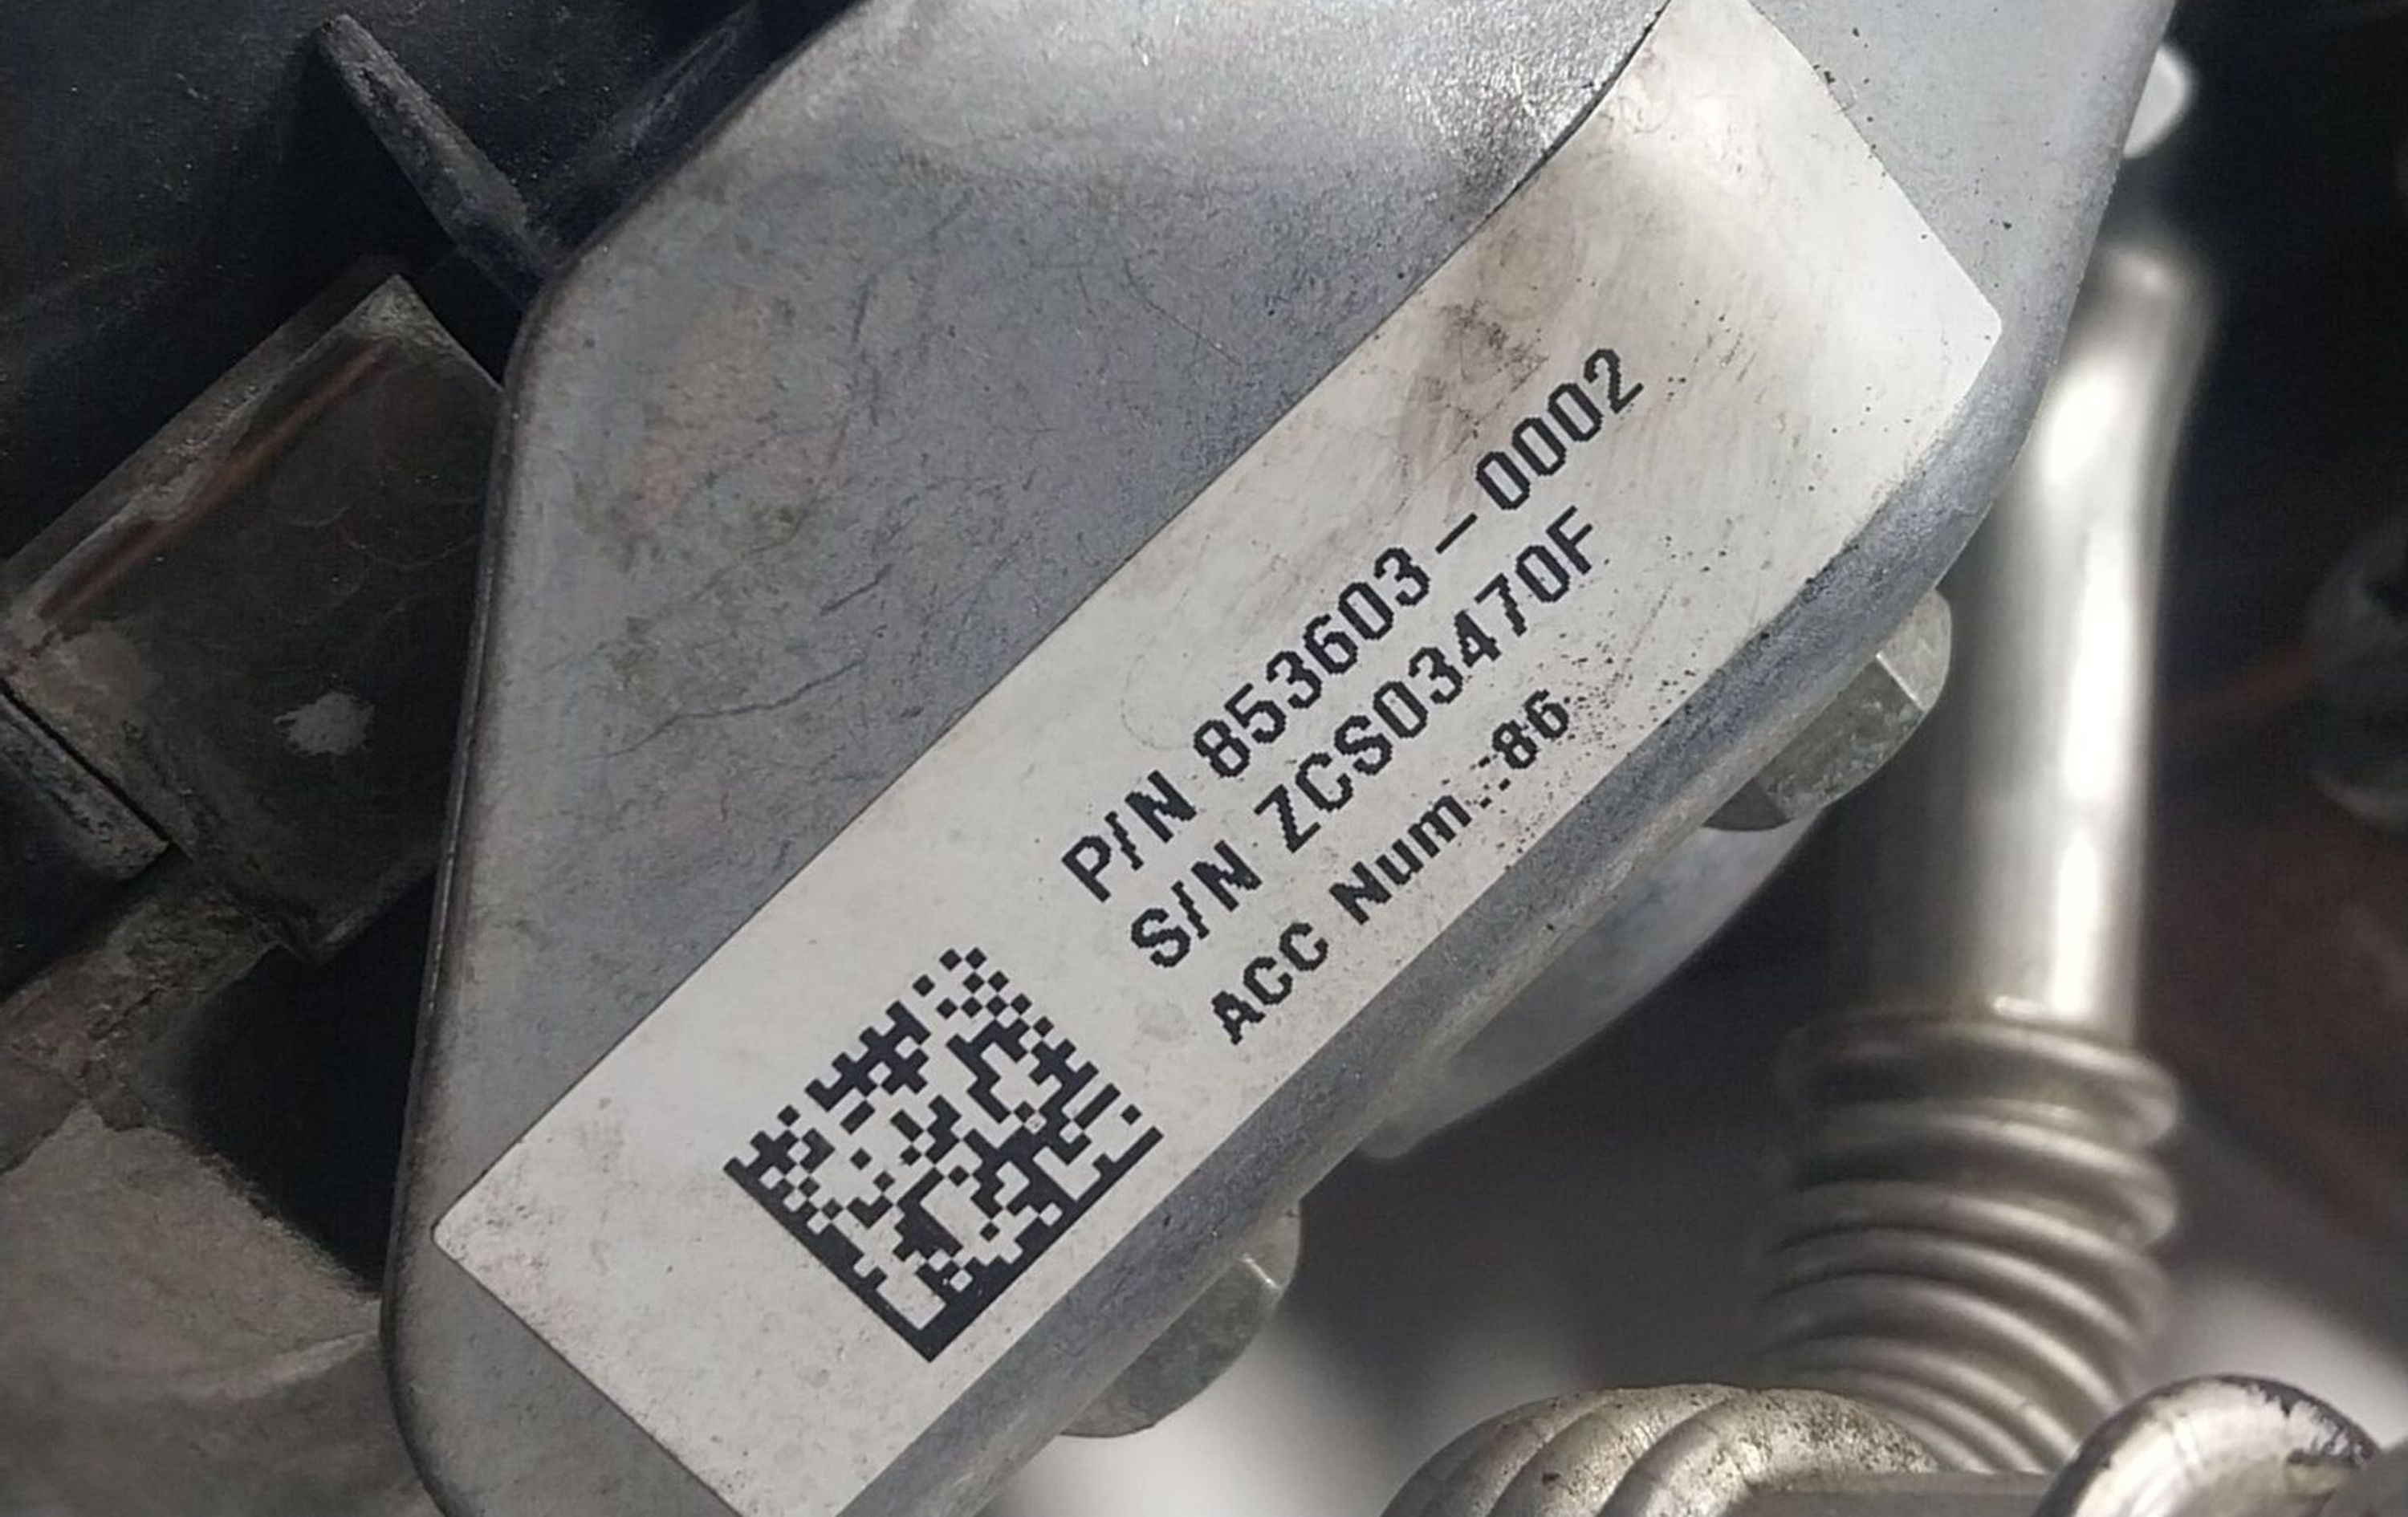 P/N 853603-0002
S/N ZCS03470F
ACC Num.:86